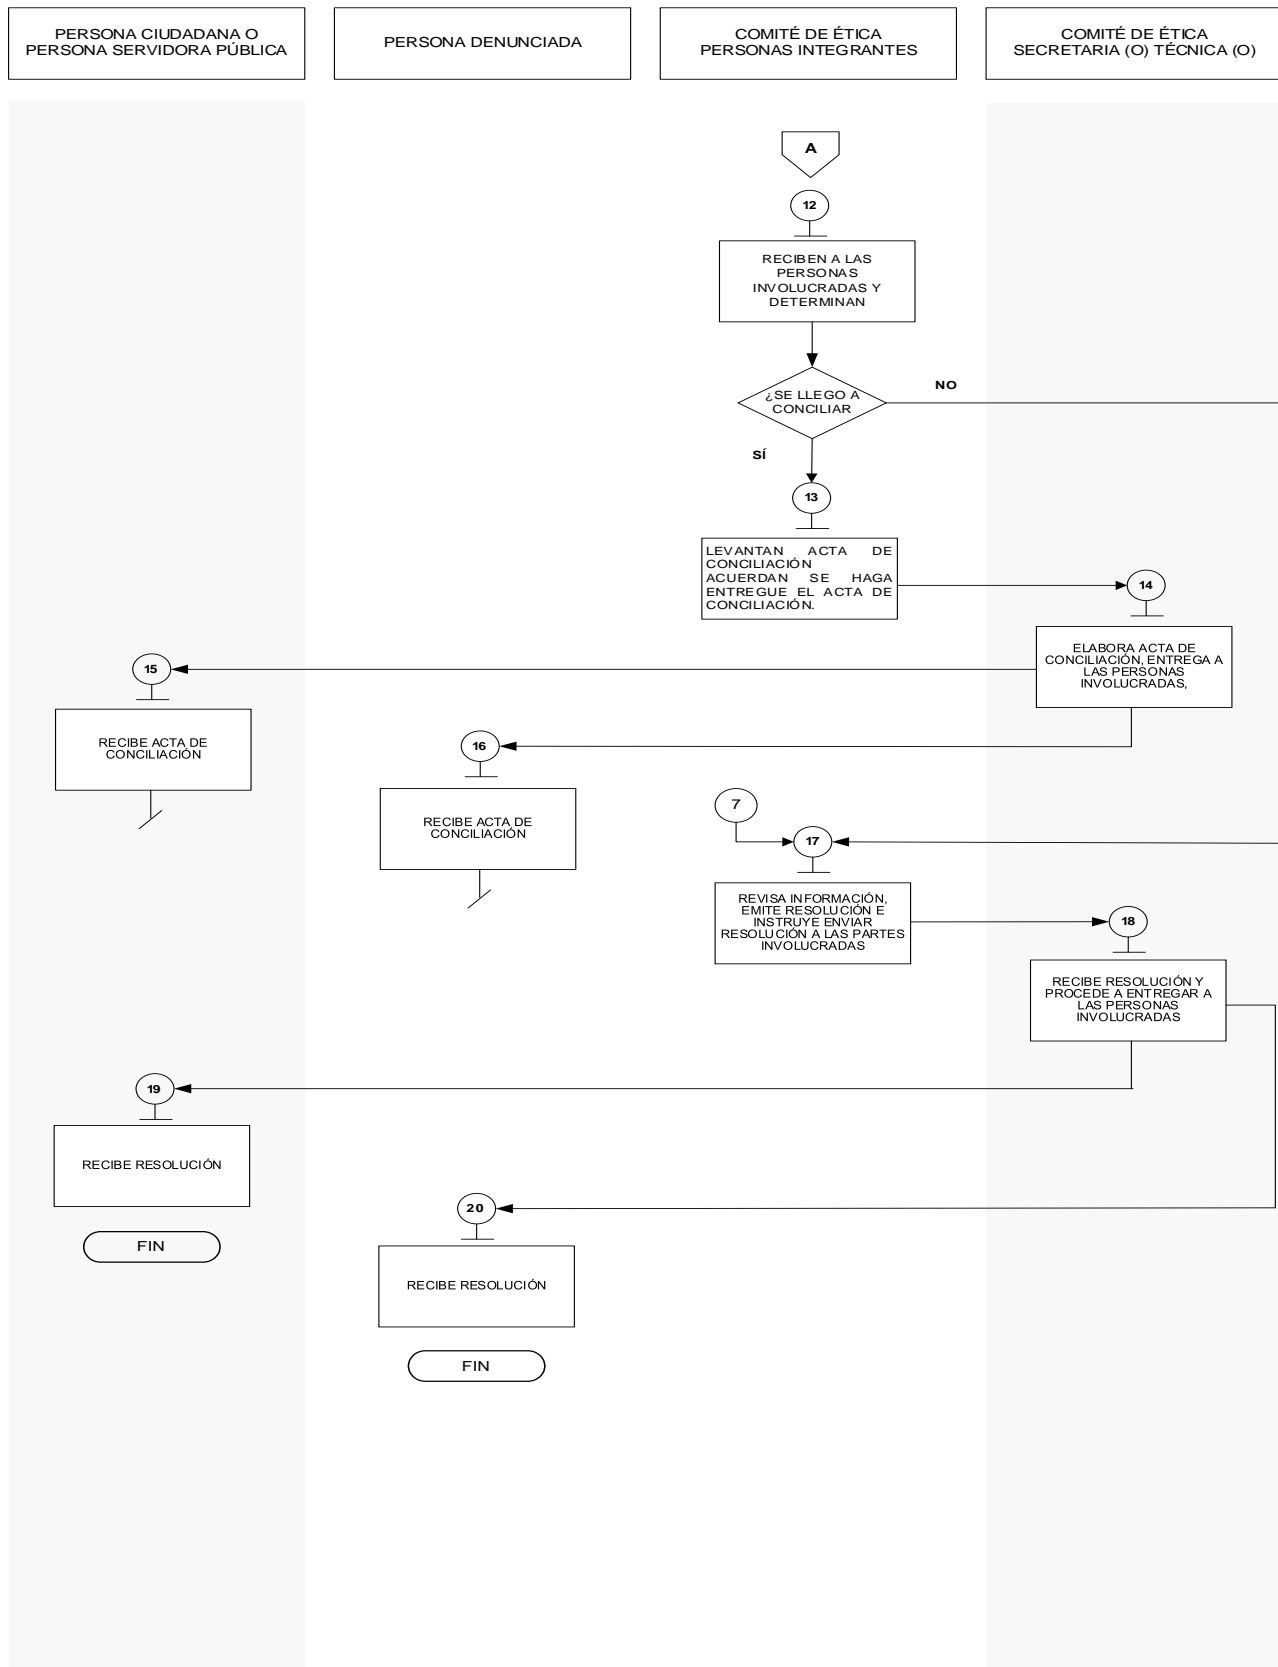 PERSONA CIUDADANA O
PERSONA SERVIDORA PÚBLICA
PERSONA DENUNCIADA
COMITÉ DE ÉTICA
PERSONAS INTEGRANTES
COMITÉ DE ÉTICA
SECRETARIA (O) TÉCNICA (O)
A
12
RECIBEN A LAS
PERSONAS
INVOLUCRADAS Y
DETERMINAN
¿SE LLEGO A
CONCILIAR
NO
SÍ
13
LEVANTAN ACTA DE
CONCILIACIÓN
ACUERDAN SE HAGA
ENTREGUE EL ACTA DE
CONCILIACIÓN.
14
ELABORA ACTA DE
CONCILIACIÓN, ENTREGA A
LAS PERSONAS
INVOLUCRADAS,
15
RECIBE ACTA DE
CONCILIACIÓN
16
RECIBE ACTA DE
CONCILIACIÓN
7
17
REVISA INFORMACIÓN,
EMITE RESOLUCIÓN E
INSTRUYE ENVIAR
RESOLUCIÓN A LAS PARTES
INVOLUCRADAS
18
RECIBE RESOLUCIÓN Y
PROCEDE A ENTREGAR A
LAS PERSONAS
INVOLUCRADAS
19
RECIBE RESOLUCIÓN
FIN
20
RECIBE RESOLUCIÓN
FIN